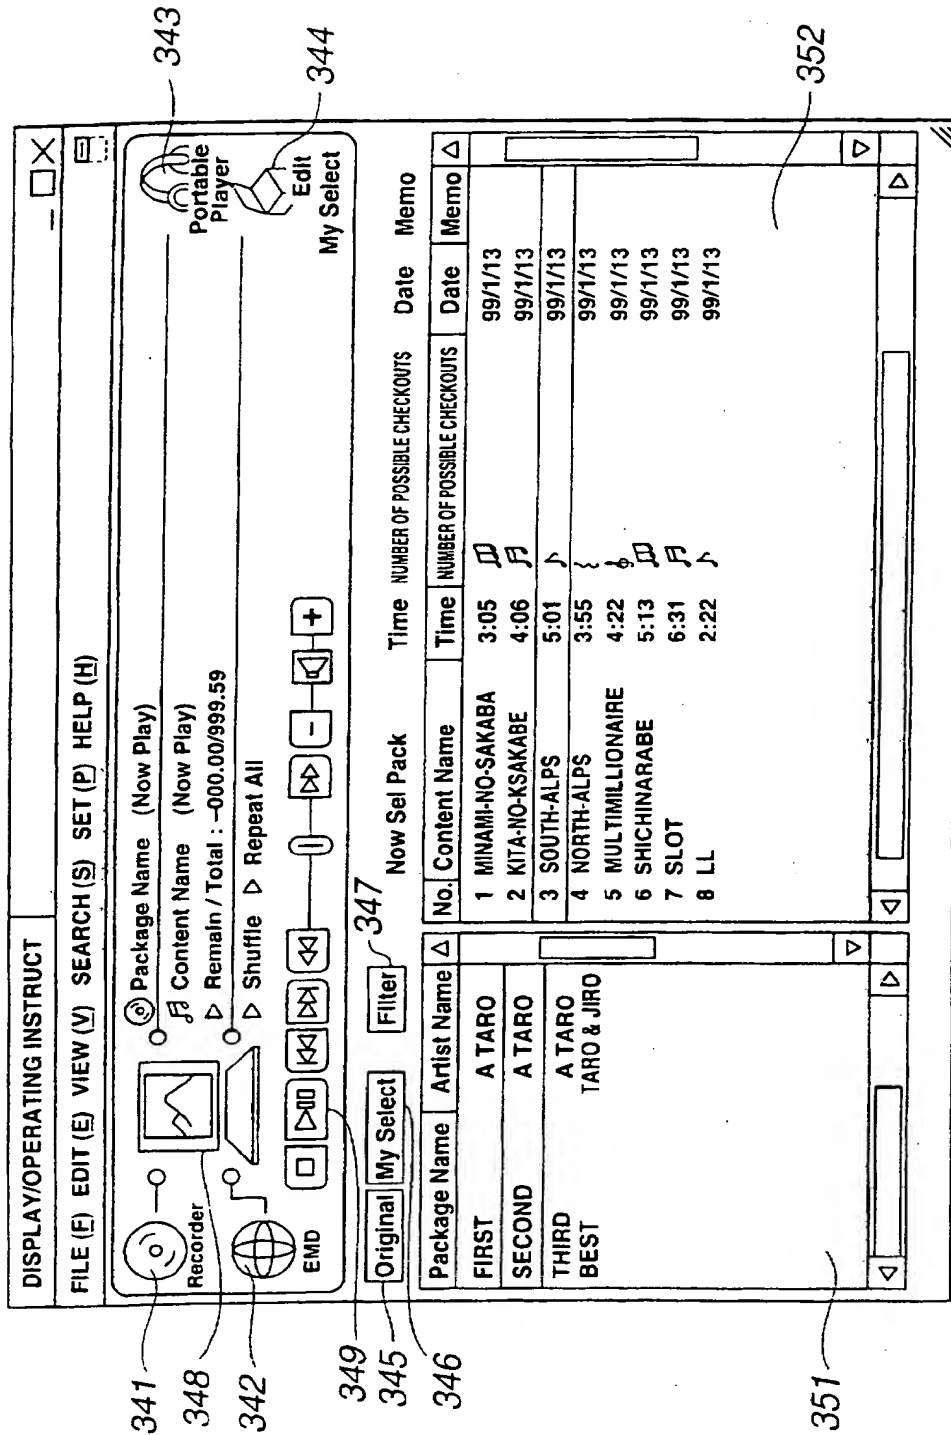 DISPLAY/OPERATING INSTRUCT
FILE (F) EDIT (E) VIEW (V) SEARCH (S) SET (P) HELP (H)
341
Recorder
348
342
EMD
Package Name (Now Play)
Content Name (Now Play)
Remain / Total : –000.00/999.59
Shuffle Repeat All
343
Portable
Player
344
Edit
My Select
349
345
346
347
Original My Select Filter
Now Sel Pack Time NUMBER OF POSSIBLE CHECKOUTS Date Memo
Package Name Artist Name
FIRST A TARO
SECOND A TARO
THIRD A TARO
BEST TARO & JIRO
351
No. Content Name Time NUMBER OF POSSIBLE CHECKOUTS Date Memo
1 MINAMI-NO-SAKABA 3:05 99/1/13
2 KITA-NO-KSAKABE 4:06 99/1/13
3 SOUTH-ALPS 5:01 99/1/13
4 NORTH-ALPS 3:55 99/1/13
5 MULTIMILLIONAIRE 4:22 99/1/13
6 SHICHINARABE 5:13 99/1/13
7 SLOT 6:31 99/1/13
8 LL 2:22 99/1/13
352